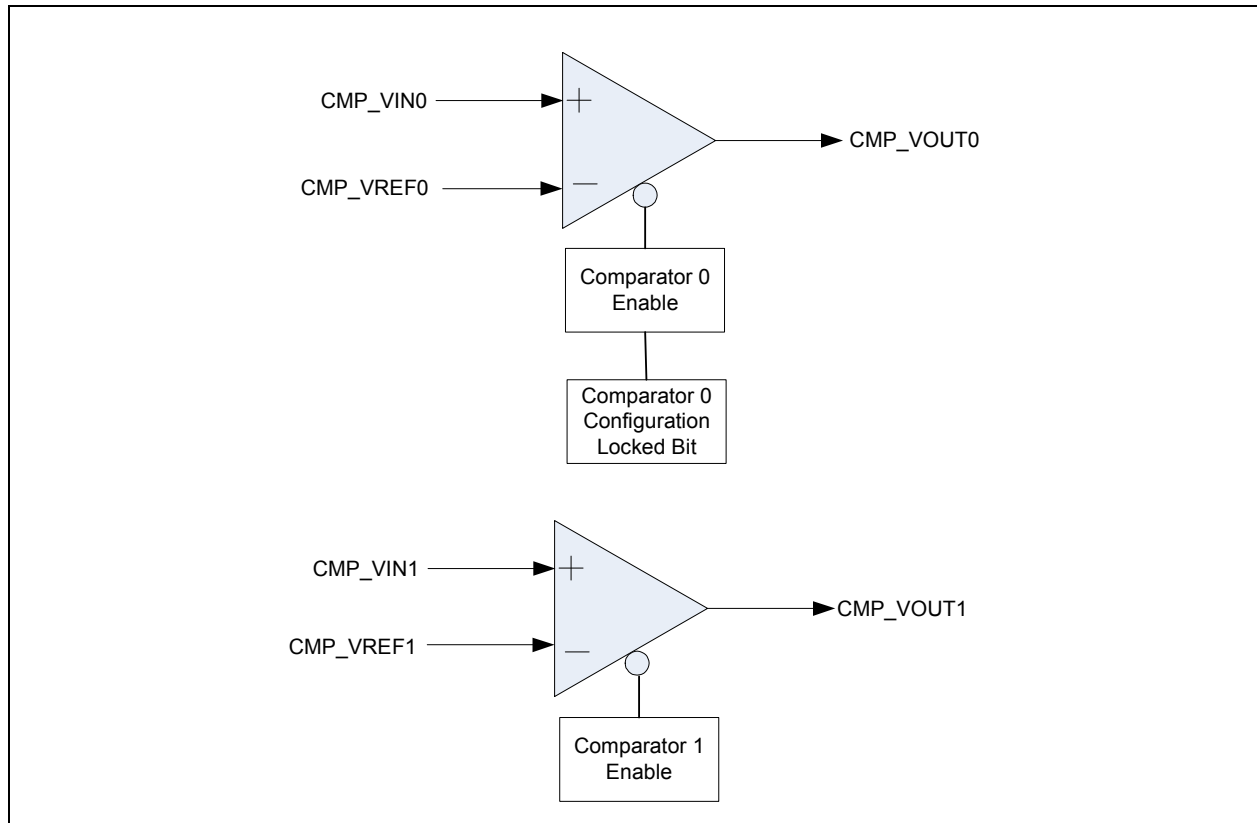 CMP_VIN0
+
CMP_VOUT0
CMP_VREF0
—
Comparator 0
Enable
Comparator 0
Configuration
Locked Bit
CMP_VIN1
+
CMP_VOUT1
CMP_VREF1
—
Comparator 1
Enable